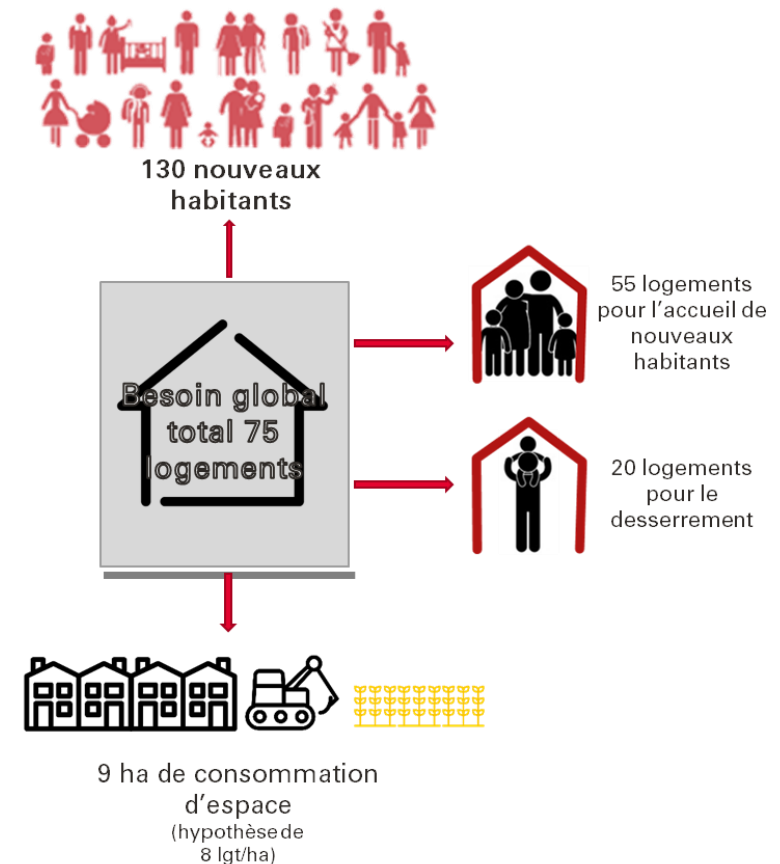 130 nouveaux
habitants
55 logements
pour l’accueil de
nouveaux
habitants
Besoin global
total 75
logements
20 logements
pour le
desserrement
9 ha de consommation
d’espace
(hypothèse de
8 lgt/ha)